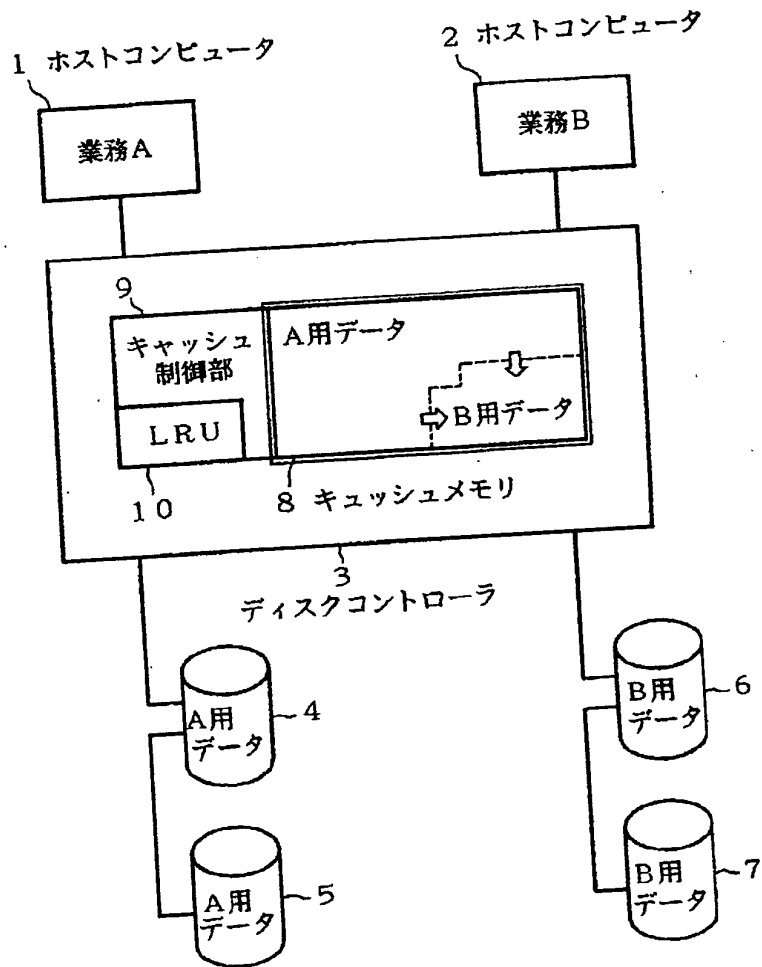 1 ホストコンピュータ
2 ホストコンピュータ
業務A
業務B
9
キャッシュ
制御部
LRU
10
A用データ
B用データ
8 キュッシュメモリ
3
ディスクコントローラ
A用
データ
4
B用
データ
6
A用
データ
5
B用
データ
7